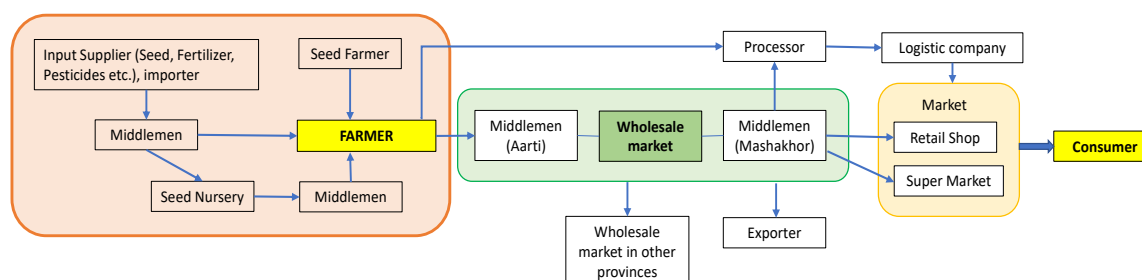 Input Supplier (Seed, Fertilizer,
Pesticides etc.), importer
Seed Farmer
Processor
Logistic company
Middlemen
FARMER
Middlemen
(Aarti)
Wholesale
market
Middlemen
(Mashakhor)
Market
Retail Shop
Super Market
Consumer
Seed Nursery
Middlemen
Wholesale
market in other
provinces
Exporter